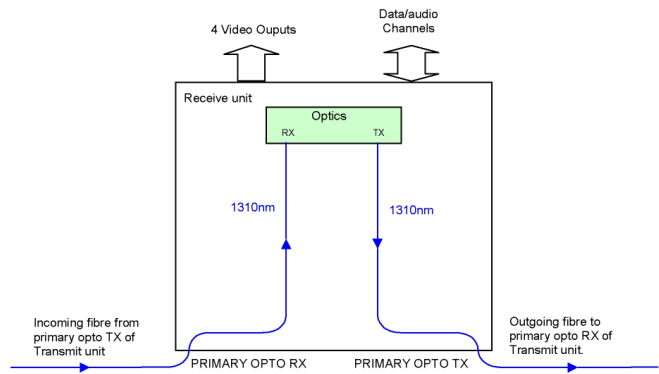 Data/audio
Channels
4 Video Ouputs
Receive unit
Optics
RX
TX
1310nm
1310nm
Incoming fibre from
primary opto TX of
Transmit unit
Outgoing fibre to
primary opto RX of
Transmit unit.
PRIMARY OPTO RX
PRIMARY OPTO TX